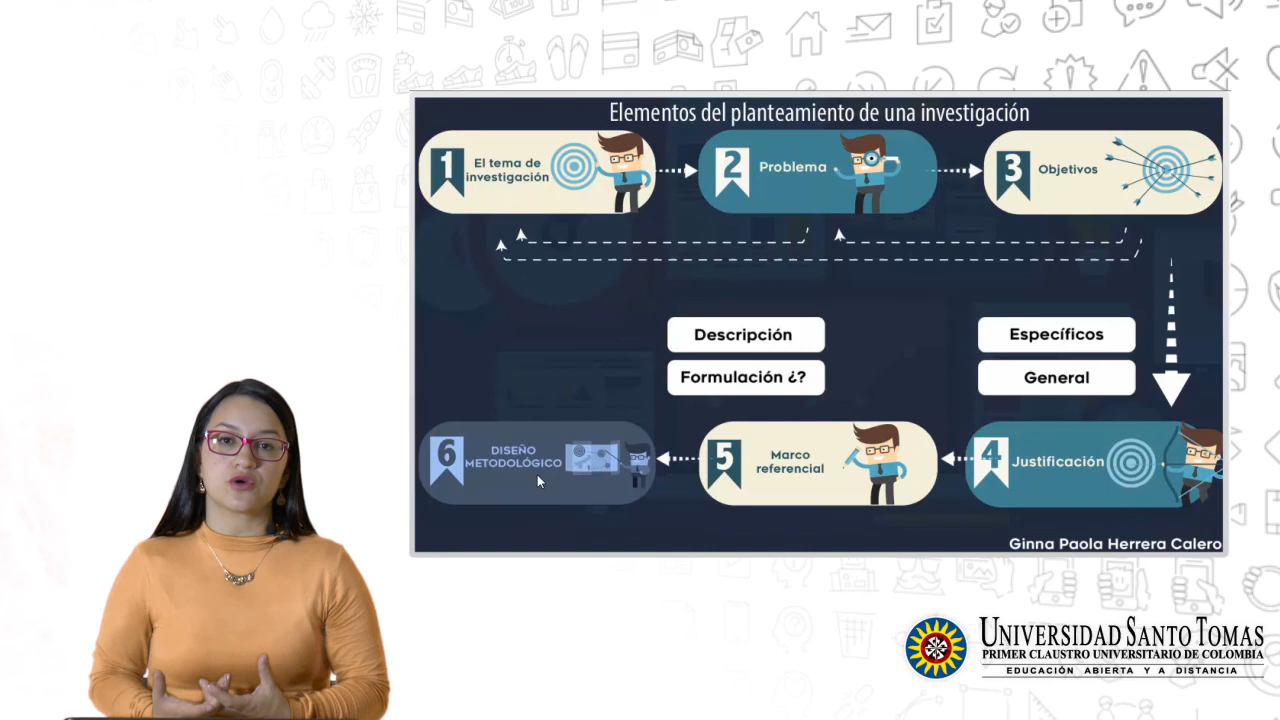 Elementos del planteamiento de una investigación
1
El tema de
investigación
2
Problema
3
Objetivos
Descripción
Formulación ¿?
Específicos
General
6
DISEÑO
METODOLÓGICO
5
Marco
referencial
4
Justificación
Ginna Paola Herrera Calero
UNIVERSIDAD SANTO TOMAS
PRIMER CLAUSTRO UNIVERSITARIO DE COLOMBIA
EDUCACIÓN ABIERTA Y A DISTANCIA